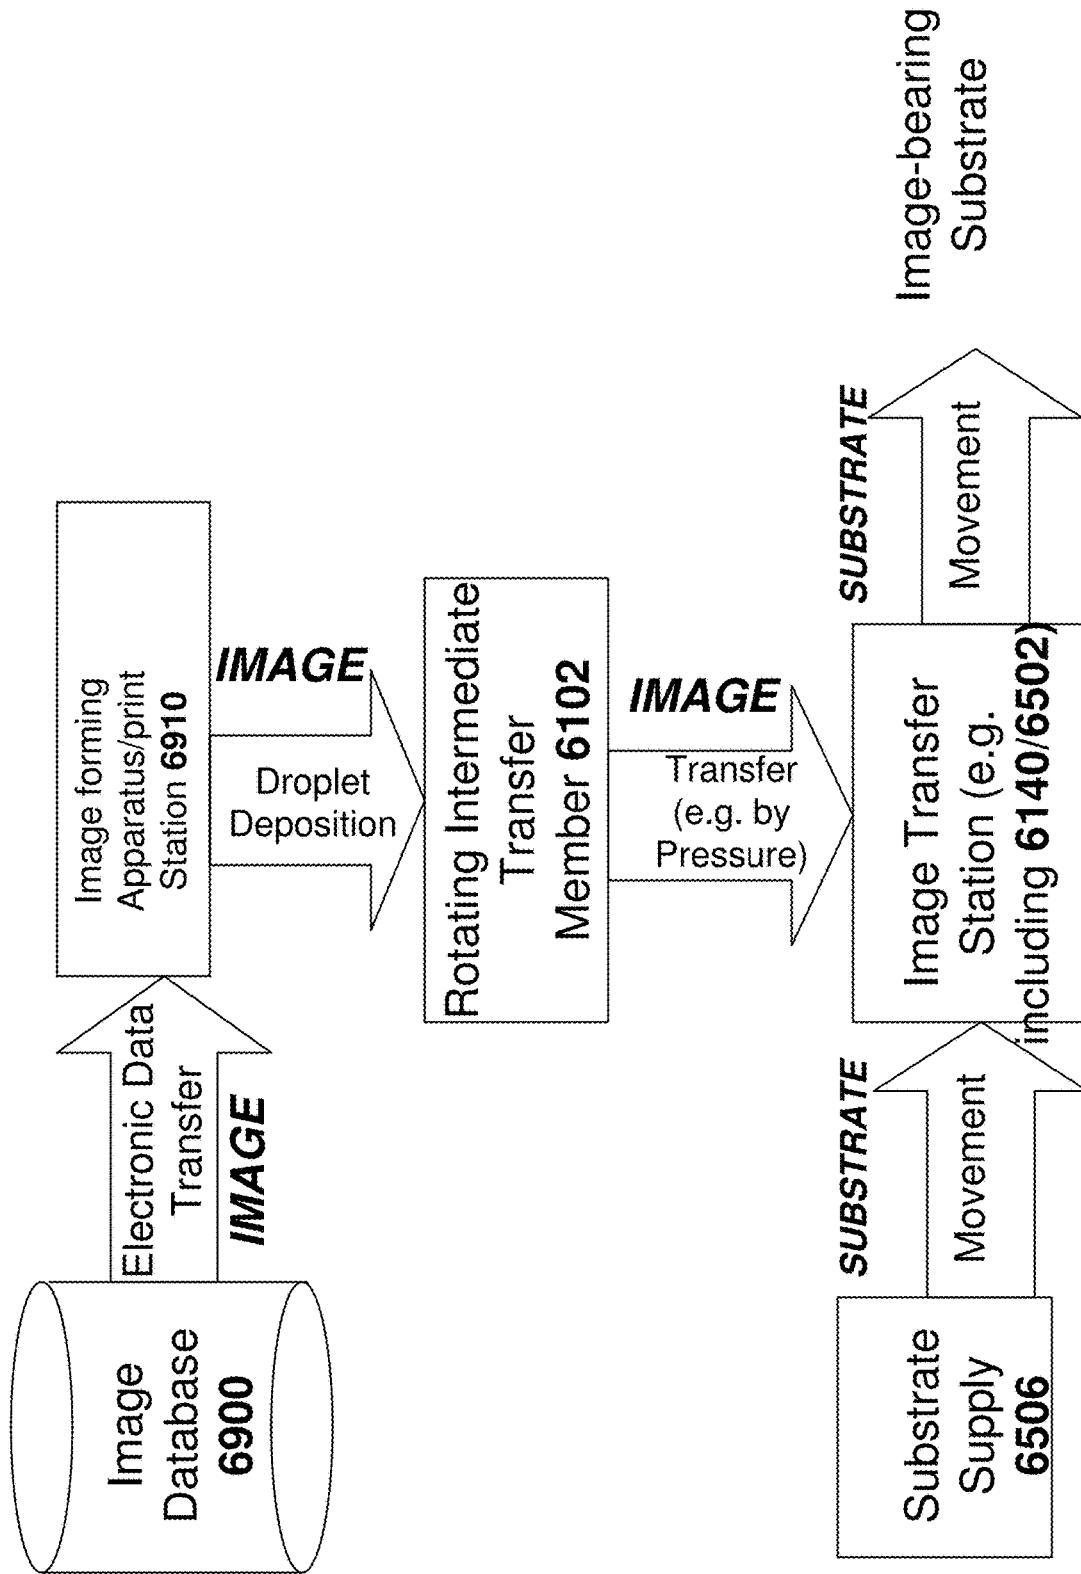 Image
Database
6900
Electronic Data
Transfer
IMAGE
Image forming
Apparatus/print
Station 6910
IMAGE
Droplet
Deposition
Rotating Intermediate
Transfer
Member 6102
IMAGE
Transfer
(e.g. by
Pressure)
Substrate
Supply
6506
SUBSTRATE
Movement
Image Transfer
Station (e.g.
including 6140/6502)
SUBSTRATE
Movement
Image-bearing
Substrate